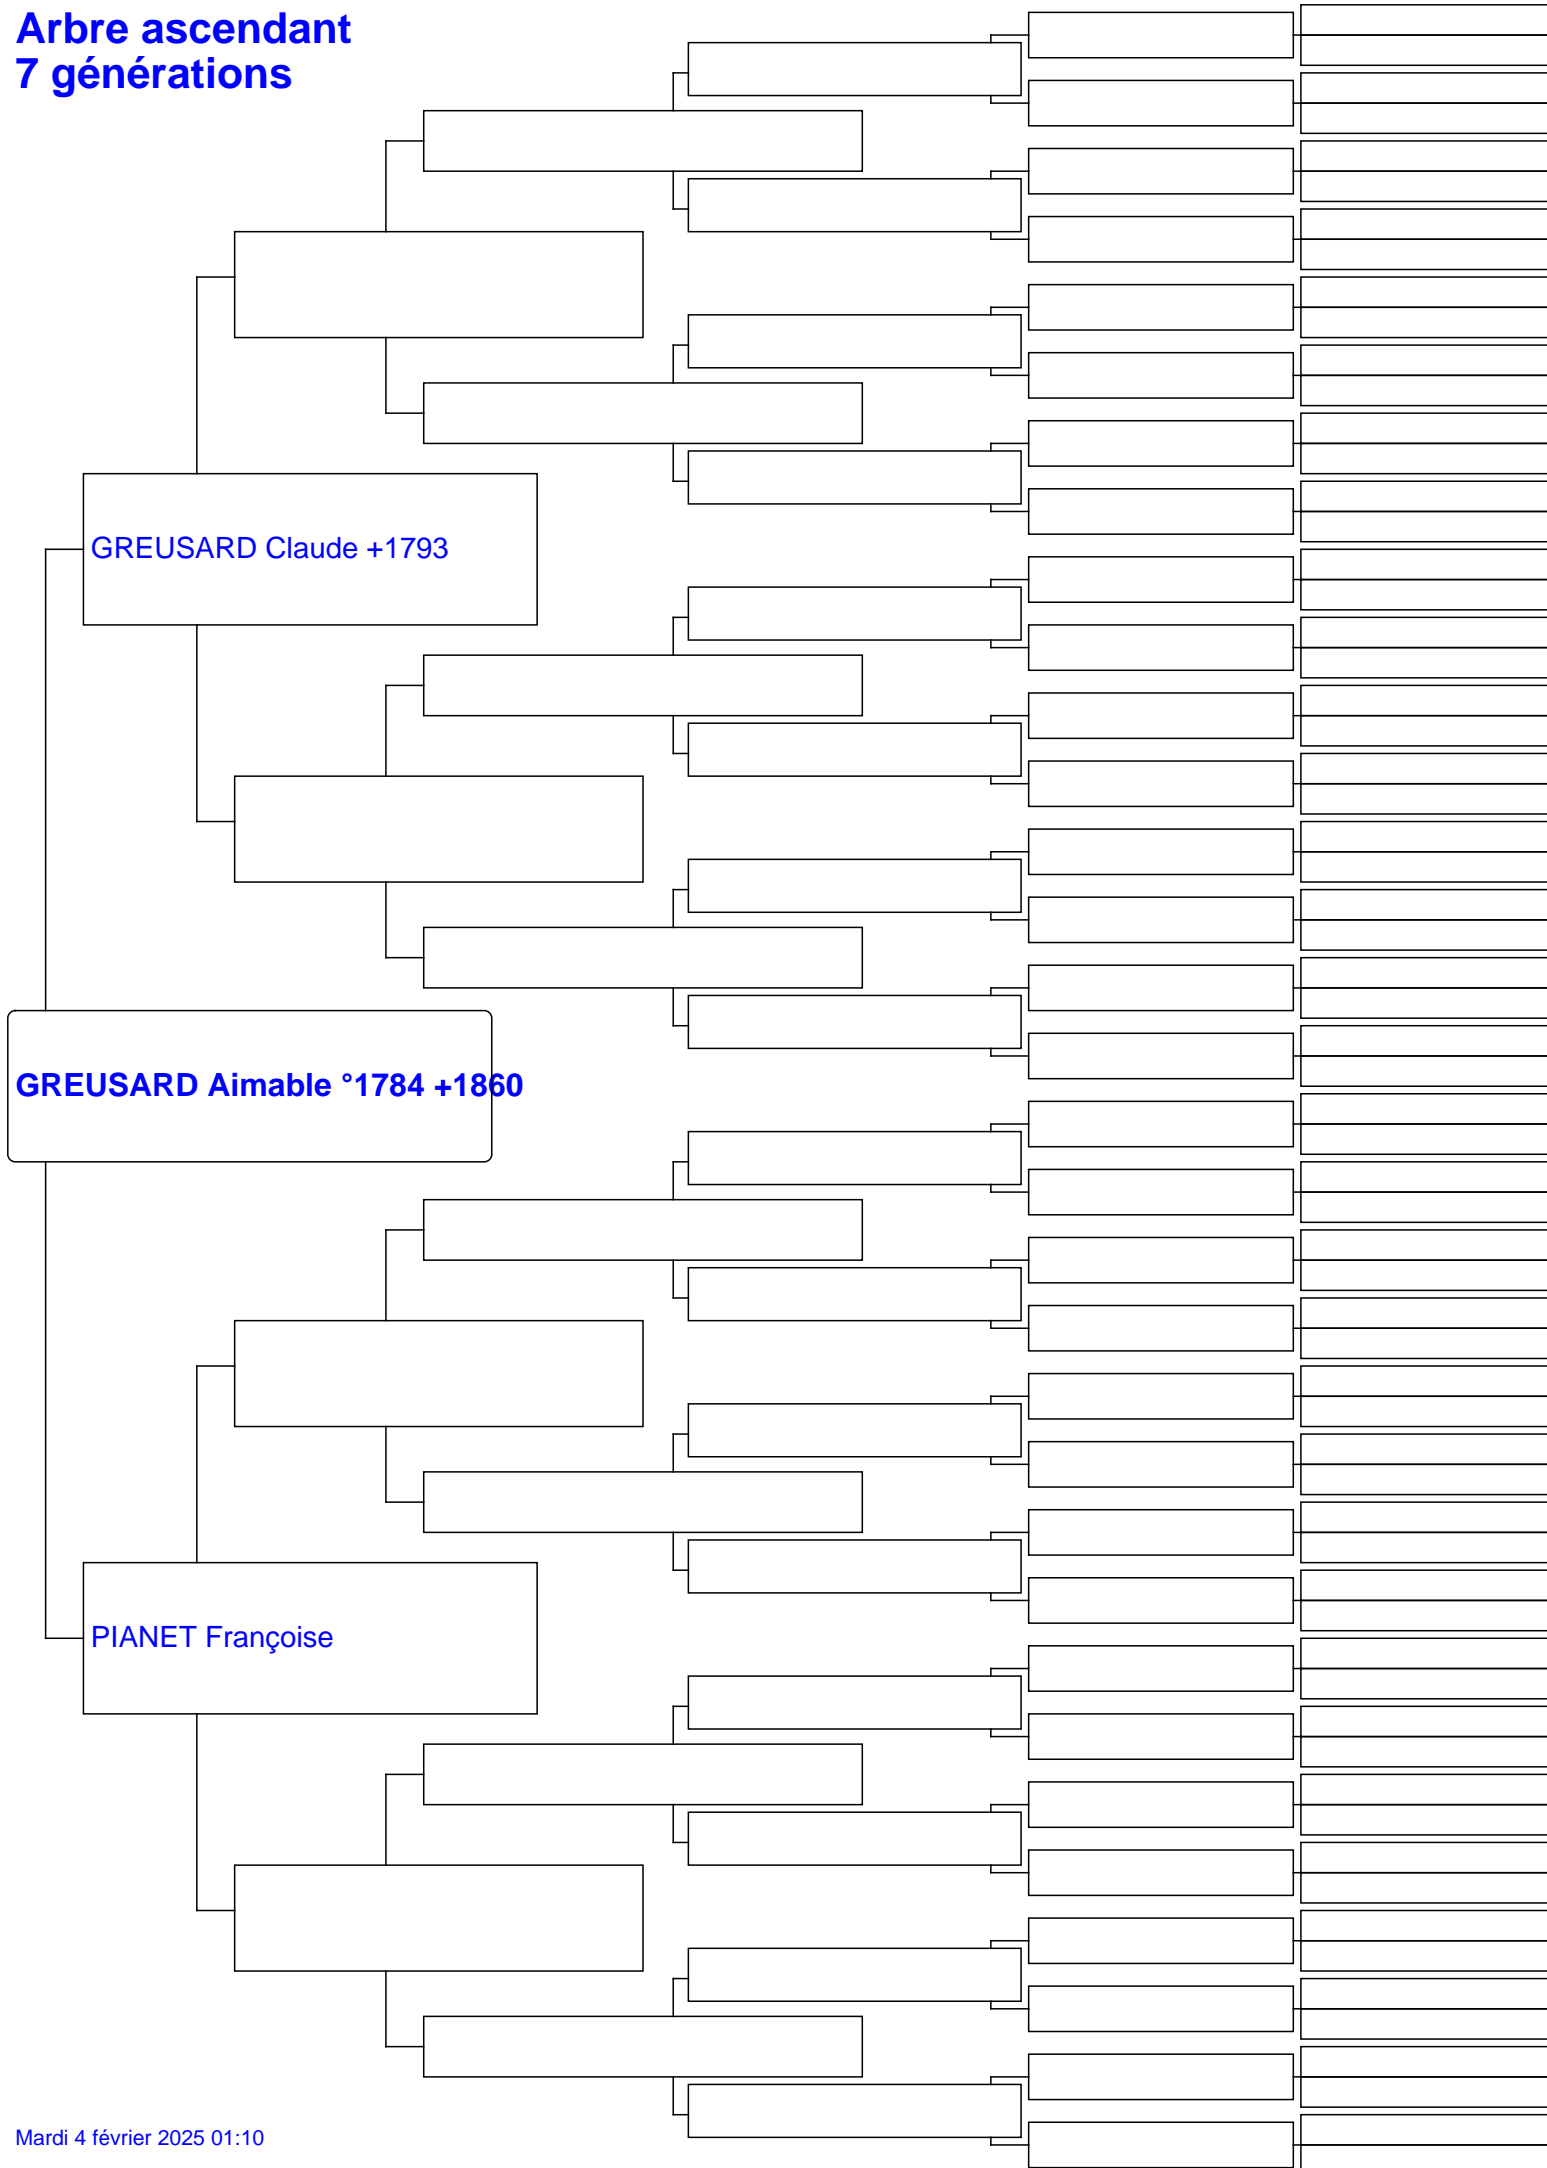 Arbre ascendant
7 générations
GREUSARD Claude +1793
GREUSARD Aimable °1784 +1860
PIANET Françoise
Mardi 4 février 2025 01:10